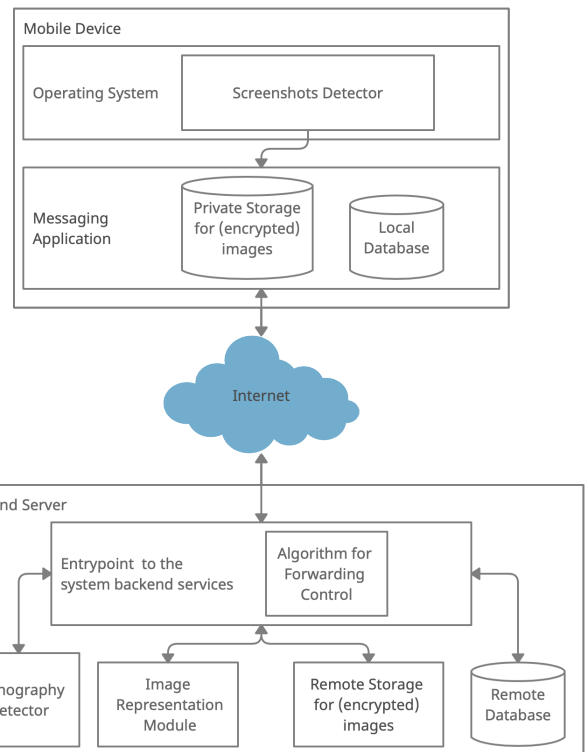 Mobile Device
Operating System
Screenshots Detector
Messaging
Application
Private Storage
for (encrypted)
images
Local
Database
Internet
nd Server
Entrypoint to the
system backend services
Algorithm for
Forwarding
Control
nography
etector
Image
Representation
Module
Remote Storage
for (encrypted)
images
Remote
Database